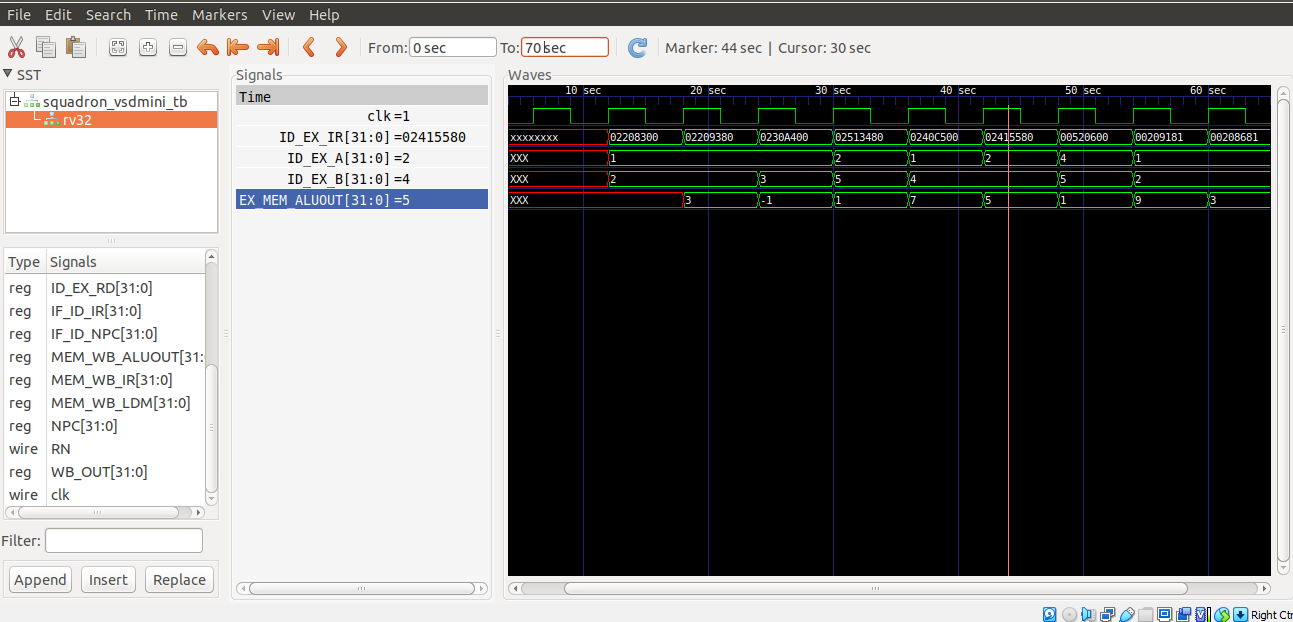 File Edit Search Time Markers View Help
From: 0 sec To: 70 sec Marker: 44 sec | Cursor: 30 sec
SST
squadron_vsdmini_tb
rv32
Type Signals
reg ID_EX_RD[31:0]
reg IF_ID_IR[31:0]
reg IF_ID_NPC[31:0]
reg MEM_WB_ALUOUT[31:
reg MEM_WB_IR[31:0]
reg MEM_WB_LDM[31:0]
reg NPC[31:0]
wire RN
reg WB_OUT[31:0]
wire clk
Filter:
Append Insert Replace
Signals
Time
clk =1
ID_EX_IR[31:0] =02415580
ID_EX_A[31:0] =2
ID_EX_B[31:0] =4
EX_MEM_ALUOUT[31:0] =5
Waves
10 sec 20 sec 30 sec 40 sec 50 sec 60 sec
xxxxxxxx 02208300 02209380 0230A400 02513480 0240C500 02415580 00520600 00209181 00208681
XXX 1 2 1 2 4 1
XXX 2 3 5 4 5 2
XXX 3 -1 1 7 5 1 9 3
Right Ctr